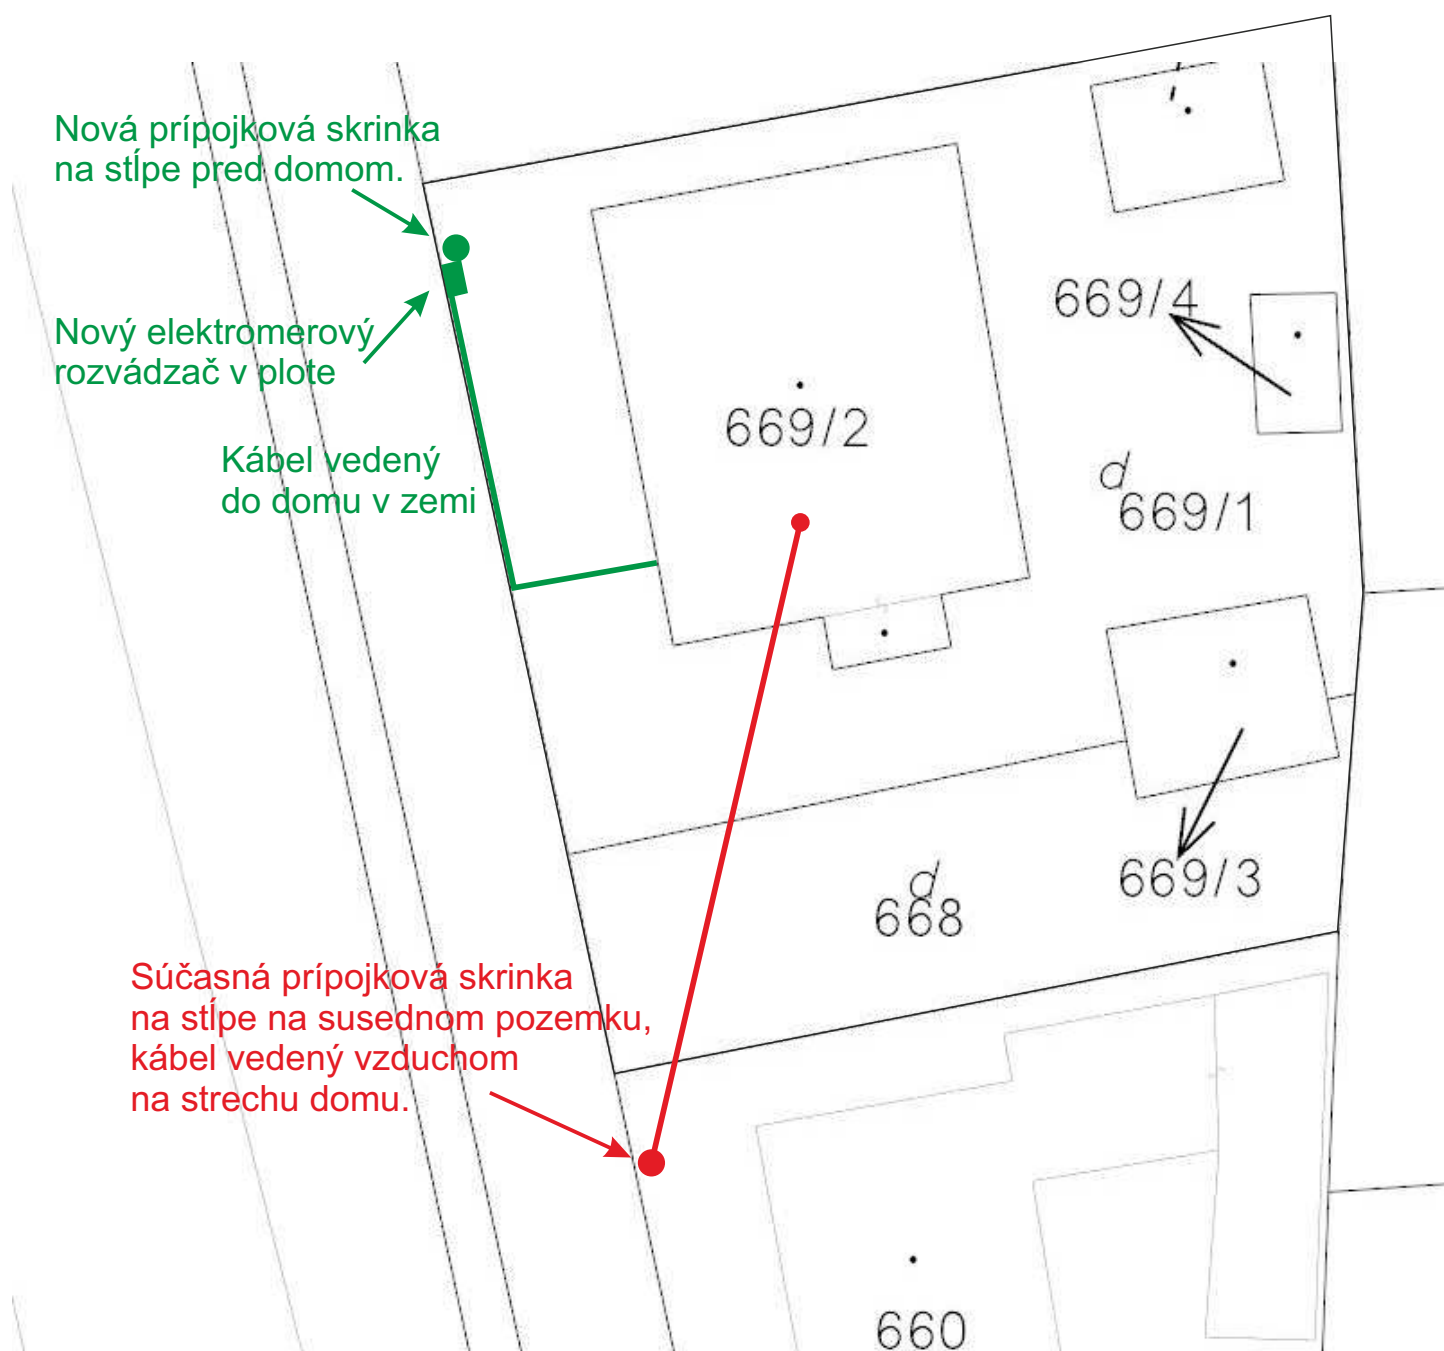 Nová prípojková skrinka
na stĺpe pred domom.
669/4
Nový elektromerový
rozvádzač v plote
669/2
Kábel vedený
do domu v zemi
d
669/1
d
668
669/3
Súčasná prípojková skrinka
na stĺpe na susednom pozemku,
kábel vedený vzduchom
na strechu domu.
660